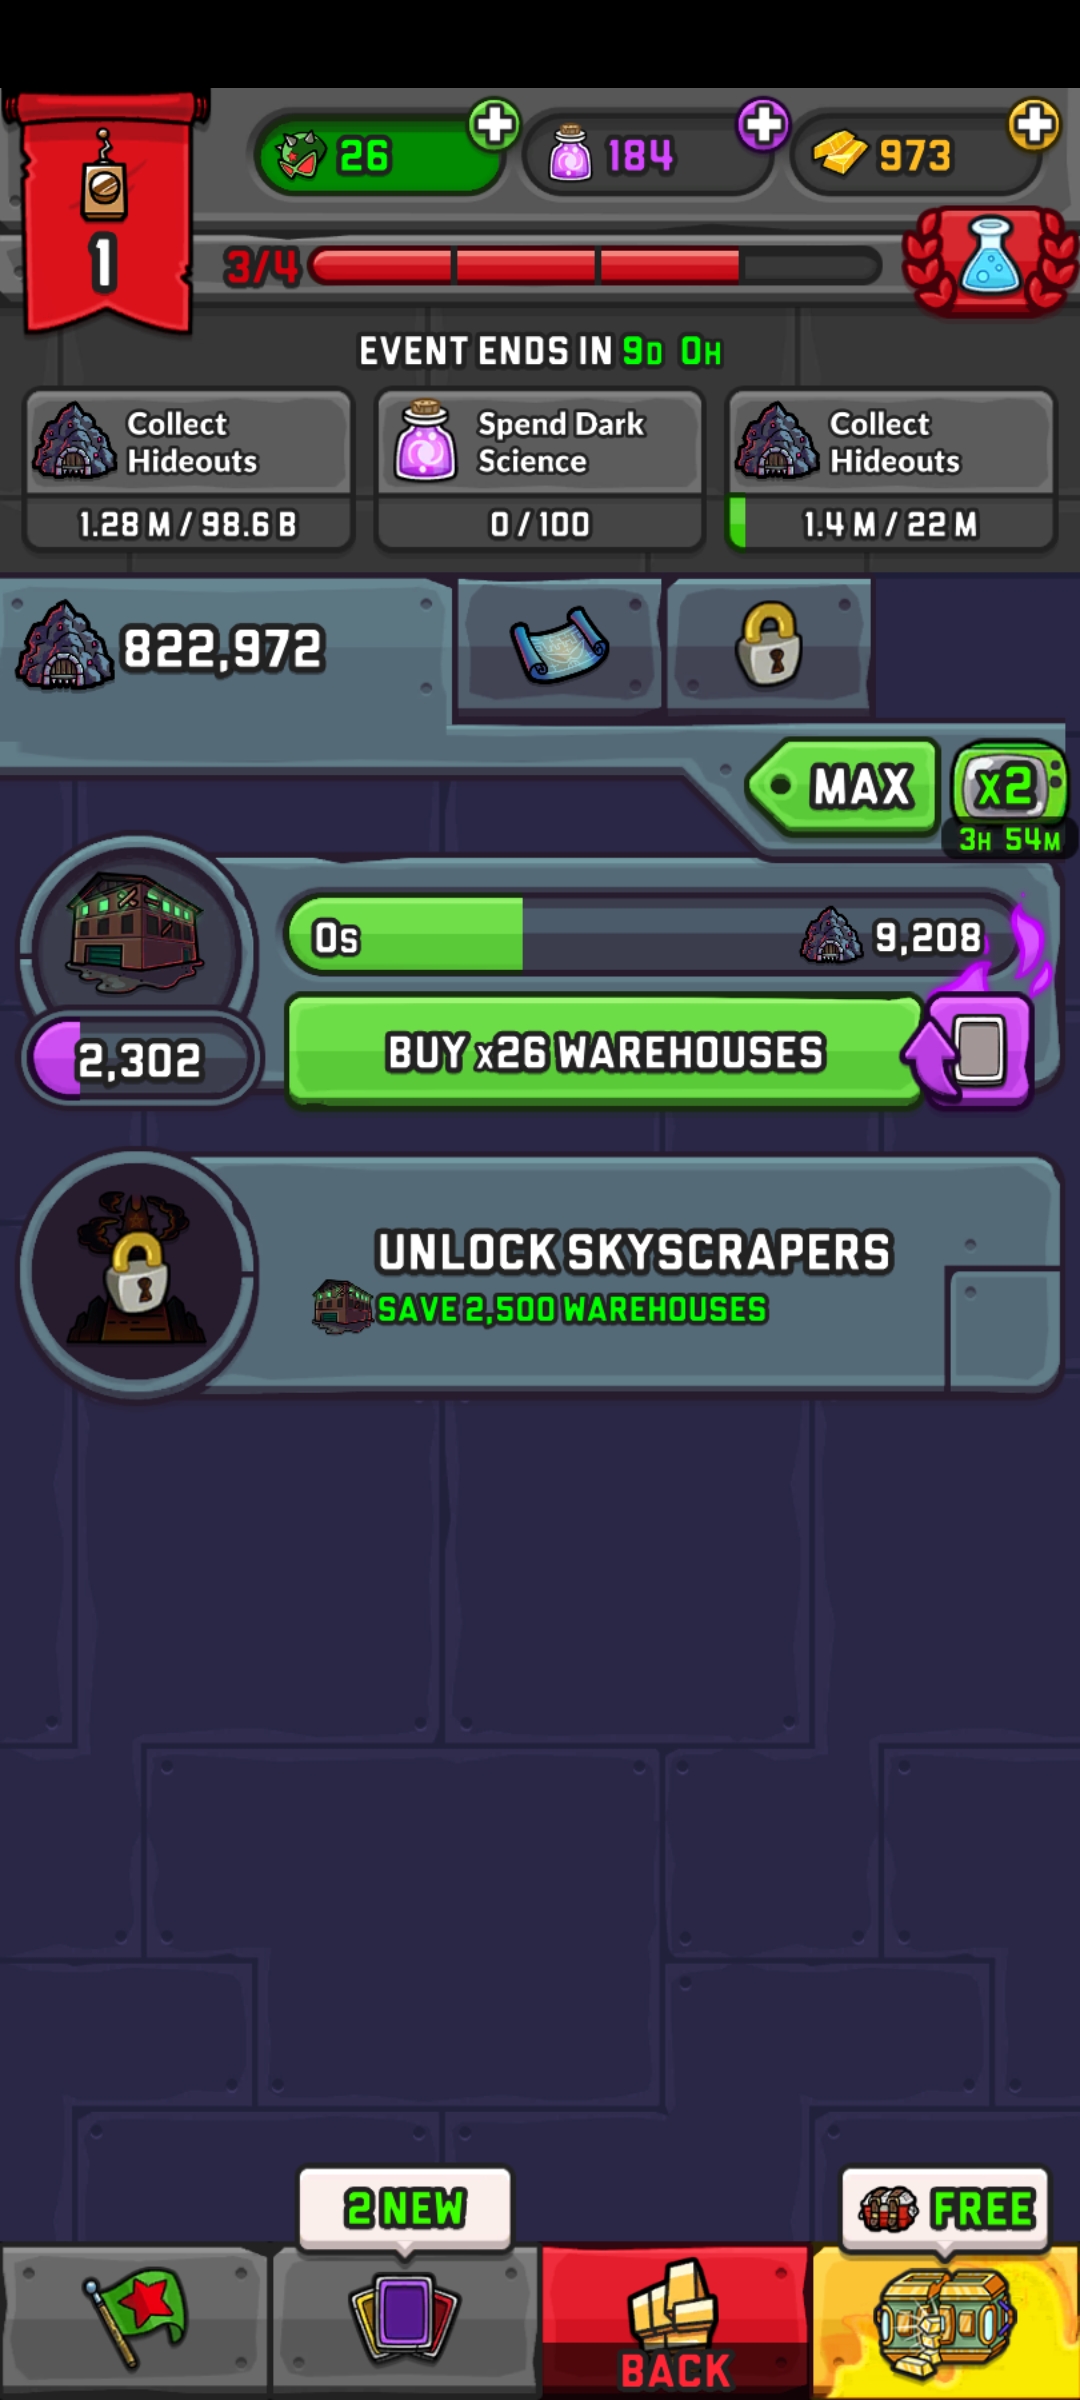 26
184
973
1
3/4
EVENT ENDS IN 9D 0H
Collect
Hideouts
1.28 M / 98.6 B
Spend Dark
Science
0 / 100
Collect
Hideouts
1.4 M / 22 M
822,972
MAX
x2
3H 54M
0s
9,208
2,302
BUY x26 WAREHOUSES
UNLOCK SKYSCRAPERS
SAVE 2,500 WAREHOUSES
2 NEW
FREE
BACK